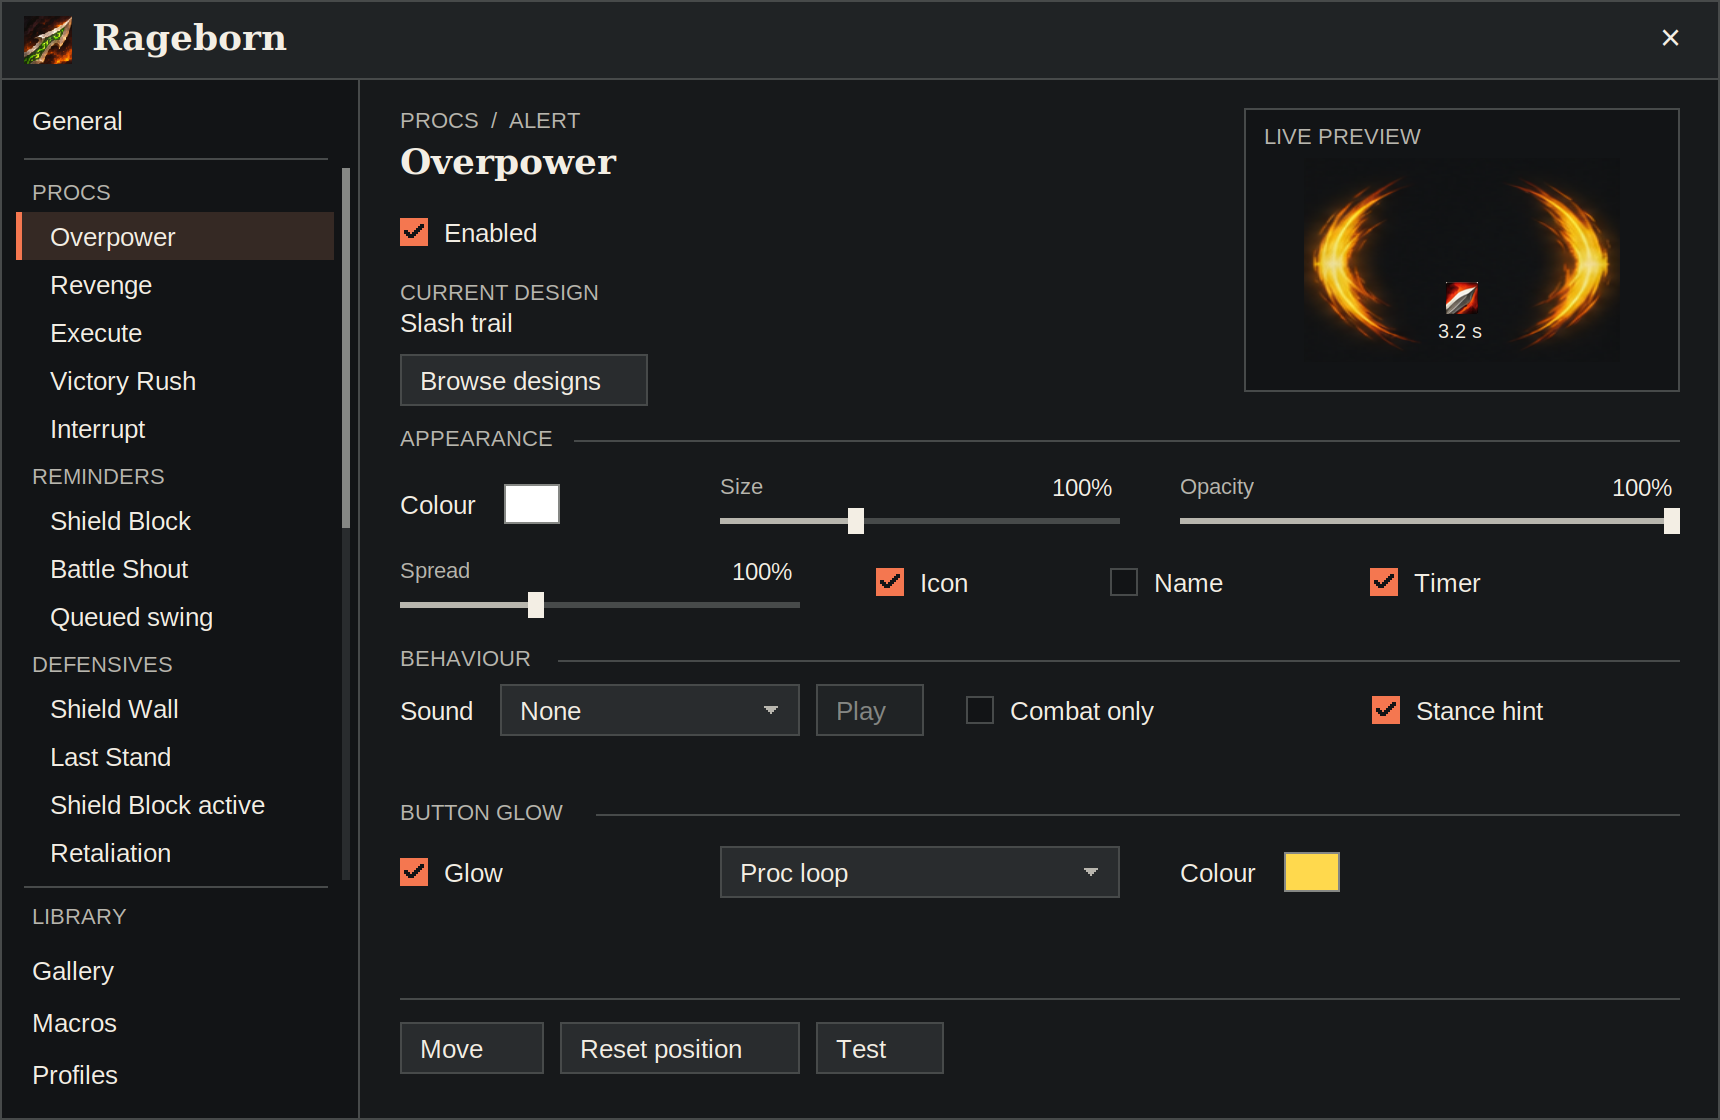 Rageborn
×
General
PROCS
Overpower
Revenge
Execute
Victory Rush
Interrupt
REMINDERS
Shield Block
Battle Shout
Queued swing
DEFENSIVES
Shield Wall
Last Stand
Shield Block active
Retaliation
LIBRARY
Gallery
Macros
Profiles
PROCS / ALERT
Overpower
Enabled
CURRENT DESIGN
Slash trail
Browse designs
LIVE PREVIEW
3.2 s
APPEARANCE
Colour
Size 100%
Opacity 100%
Spread 100%
Icon
Name
Timer
BEHAVIOUR
Sound
None
Play
Combat only
Stance hint
BUTTON GLOW
Glow
Proc loop
Colour
Move
Reset position
Test